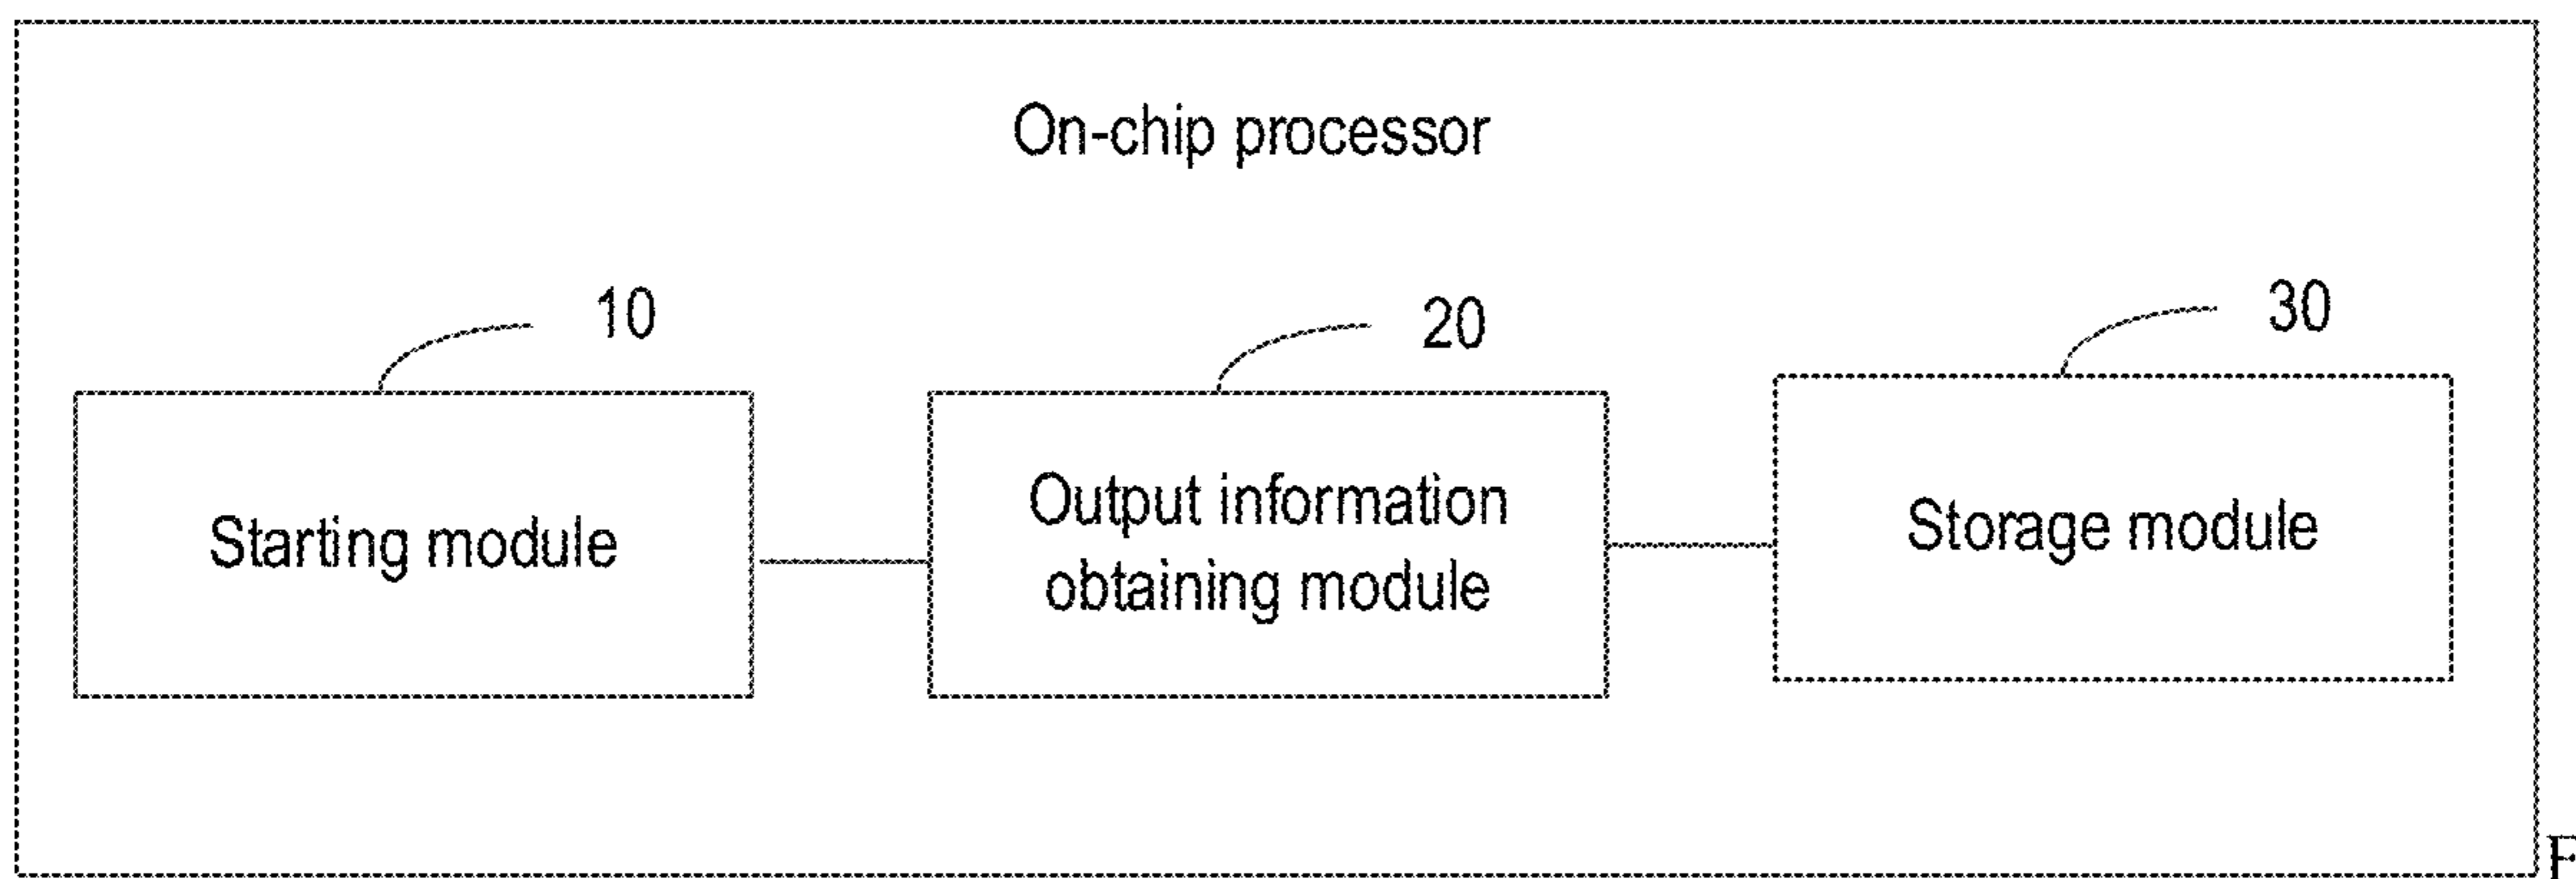 On-chip processor
10
20
30
Starting module
Output information
obtaining module
Storage module